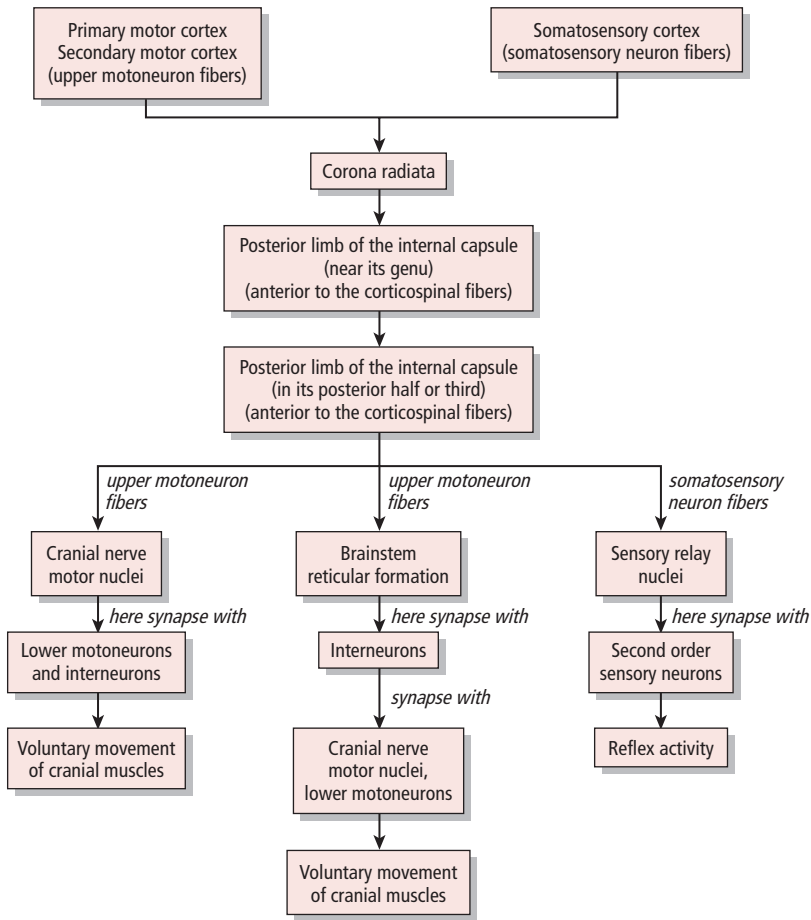 Primary motor cortex
Secondary motor cortex
(upper motoneuron fibers)
Somatosensory cortex
(somatosensory neuron fibers)
Corona radiata
Posterior limb of the internal capsule
(near its genu)
(anterior to the corticospinal fibers)
Posterior limb of the internal capsule
(in its posterior half or third)
(anterior to the corticospinal fibers)
upper motoneuron
fibers
upper motoneuron
fibers
somatosensory
neuron fibers
Cranial nerve
motor nuclei
Brainstem
reticular formation
Sensory relay
nuclei
here synapse with
here synapse with
here synapse with
Lower motoneurons
and interneurons
Interneurons
Second order
sensory neurons
synapse with
Voluntary movement
of cranial muscles
Cranial nerve
motor nuclei,
lower motoneurons
Reflex activity
Voluntary movement
of cranial muscles